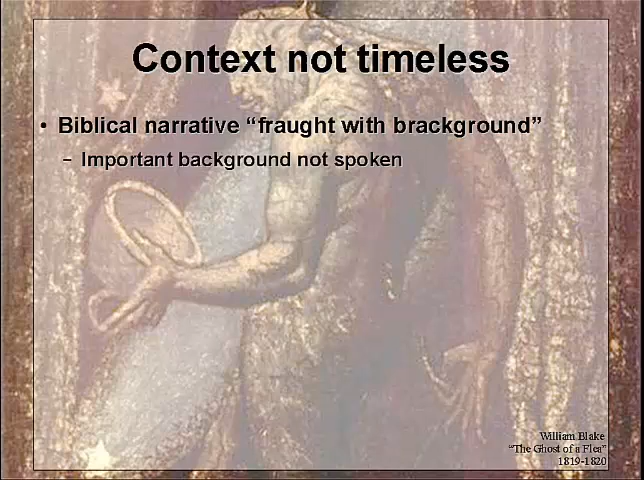 Context not timeless
• Biblical narrative “fraught with brackground”
– Important background not spoken
William Blake
“The Ghost of a Flea”
1819-1820